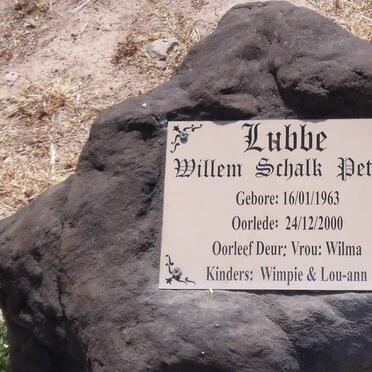 Lubbe
Willem Schalk Pet
Gebore: 16/01/1963
Oorlede: 24/12/2000
Oorleef Deur; Vrou: Wilma
Kinders: Wimpie & Lou-ann